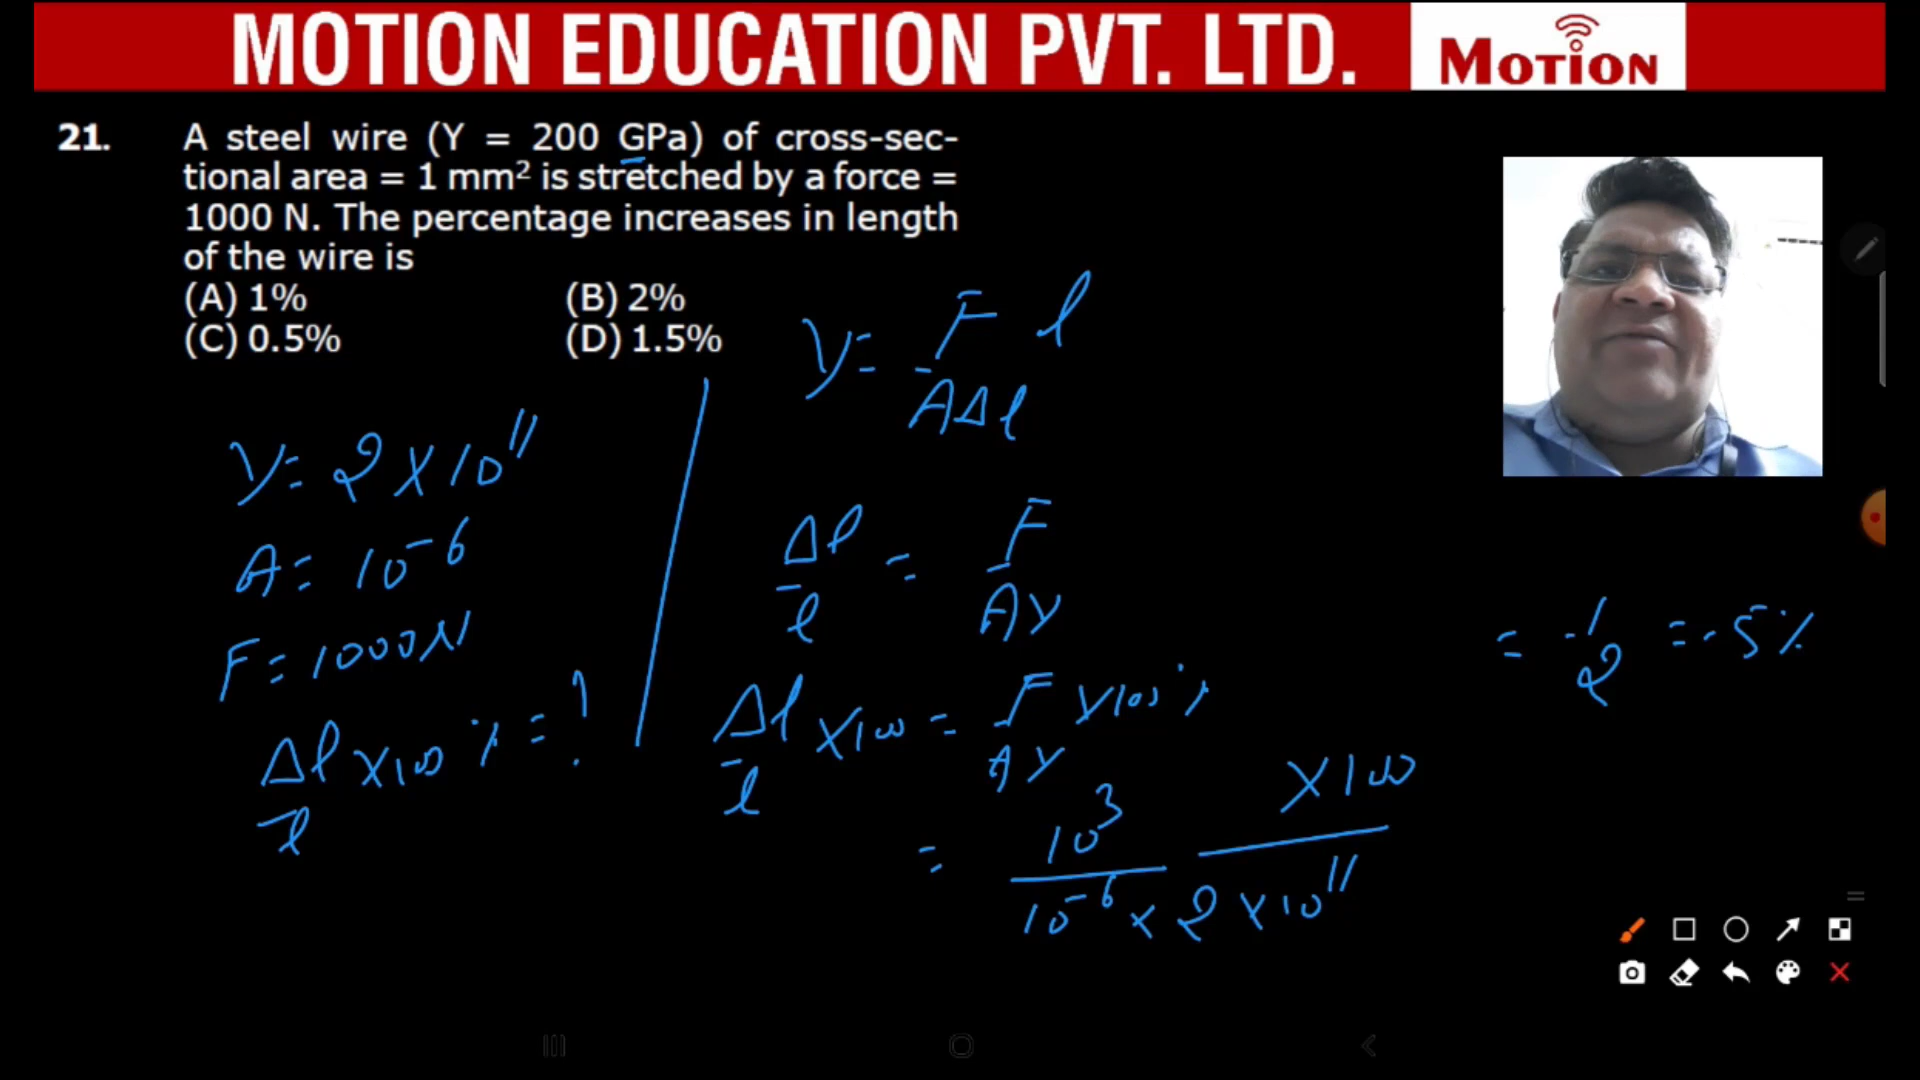 MOTION EDUCATION PVT. LTD. MOTION
21. A steel wire (Y = 200 GPa) of cross-sec-
tional area = 1 mm² is stretched by a force =
1000 N. The percentage increases in length
of the wire is
(A) 1% (B) 2%
(C) 0.5% (D) 1.5%
Y = 2 × 10¹¹
A = 10⁻⁶
F = 1000 N
Δl/l × 100 % = ?
Y = F l / A Δl
Δl/l = F/AY
Δl/l × 100 = F/AY × 100 %
= 10³ × 100 / 10⁻⁶ × 2 × 10¹¹
= 1/2 = .5%